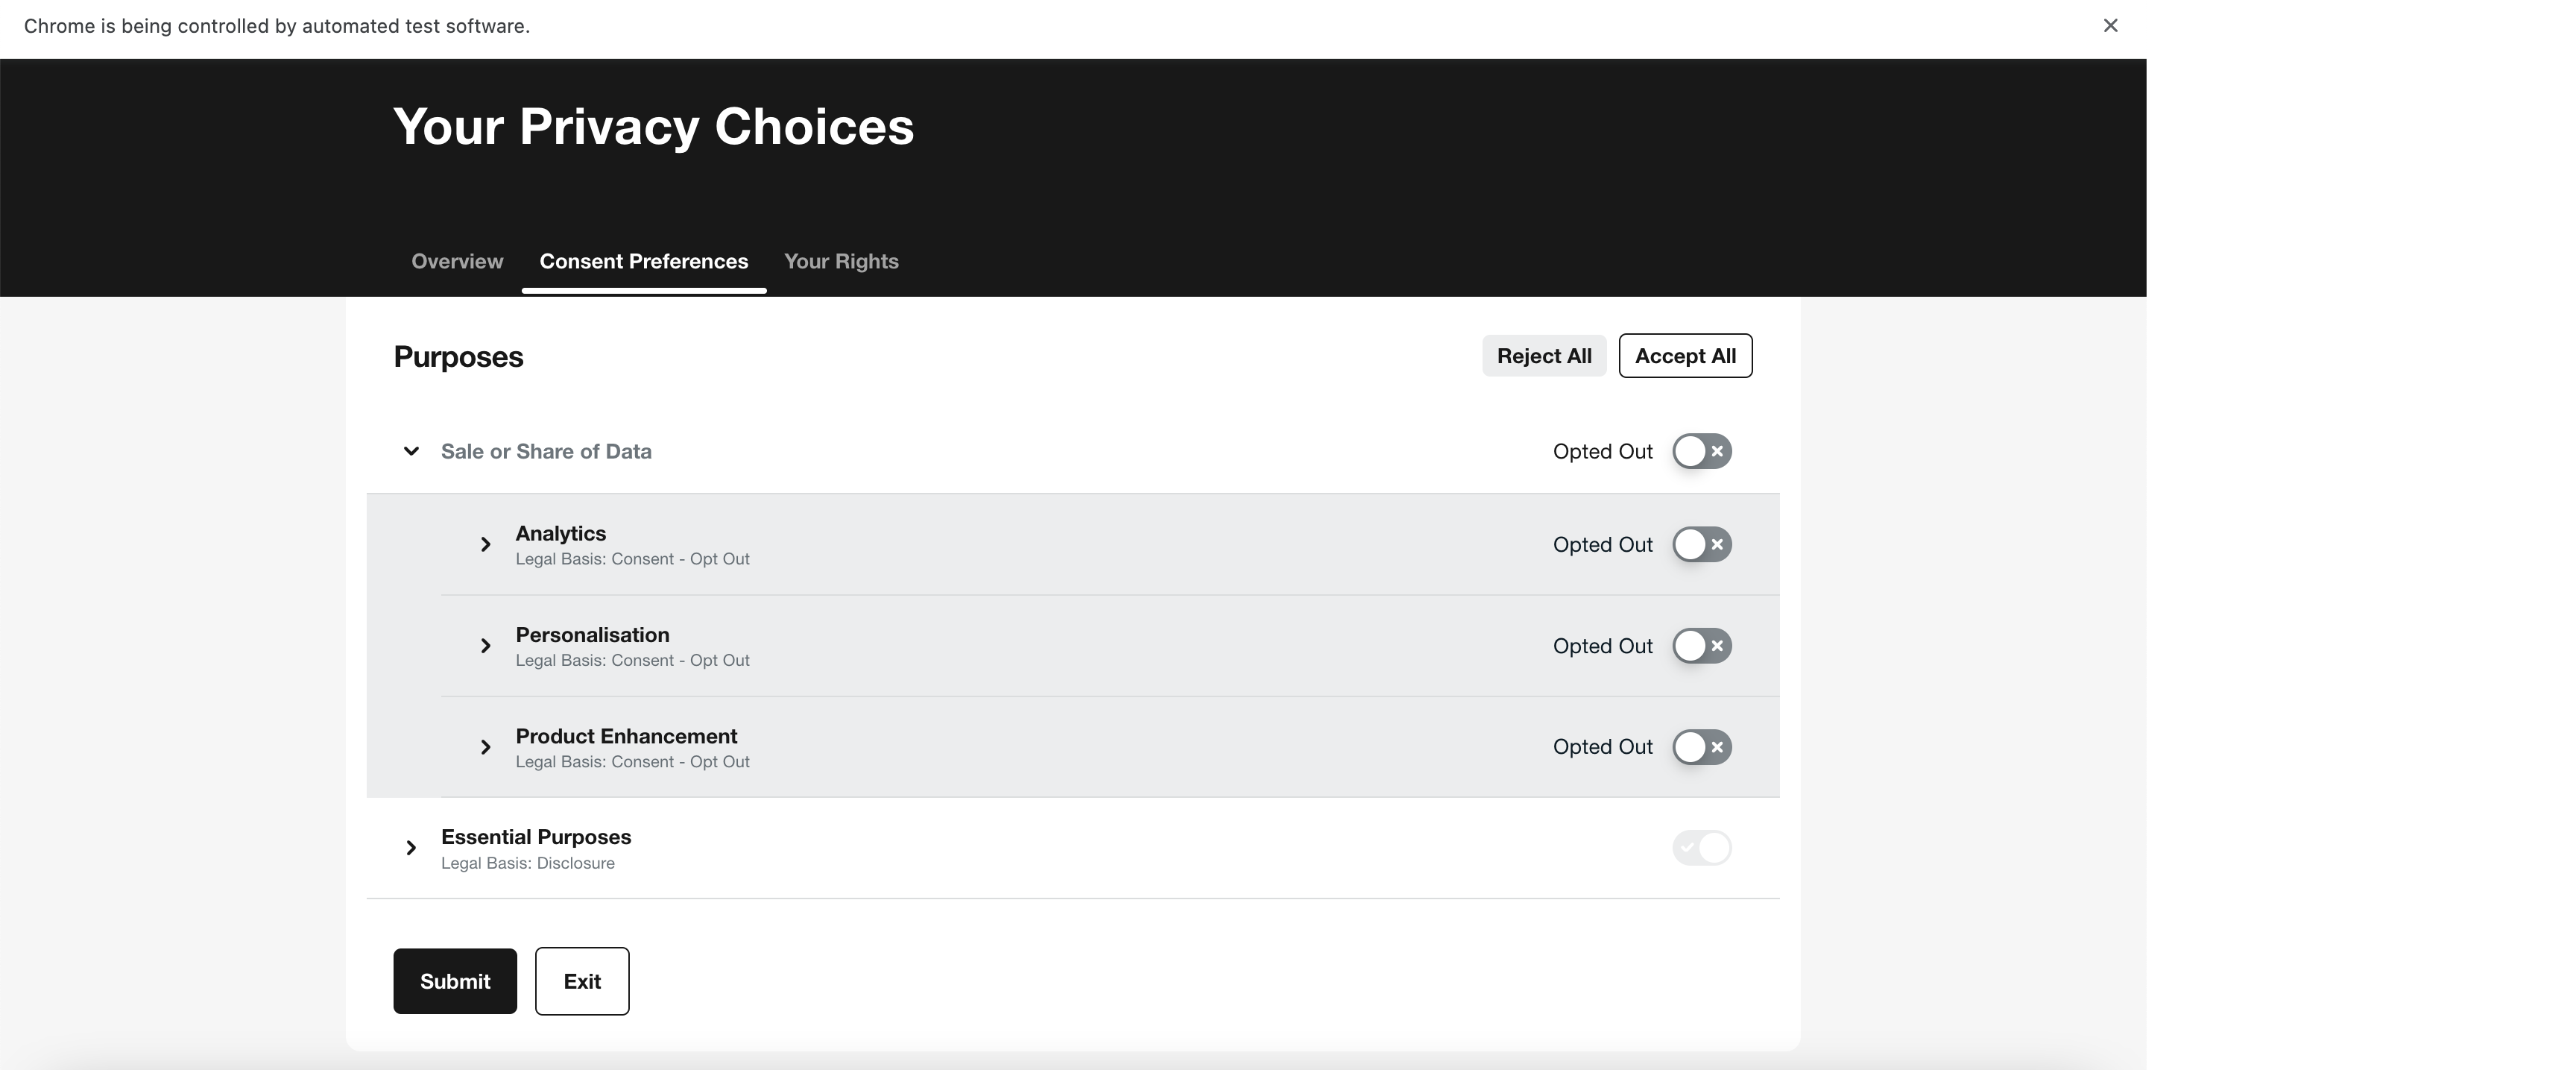 Chrome is being controlled by automated test software.
Your Privacy Choices
Overview Consent Preferences Your Rights
Purposes Reject All Accept All
Sale or Share of Data Opted Out
Analytics
Legal Basis: Consent - Opt Out
Opted Out
Personalisation
Legal Basis: Consent - Opt Out
Opted Out
Product Enhancement
Legal Basis: Consent - Opt Out
Opted Out
Essential Purposes
Legal Basis: Disclosure
Submit Exit